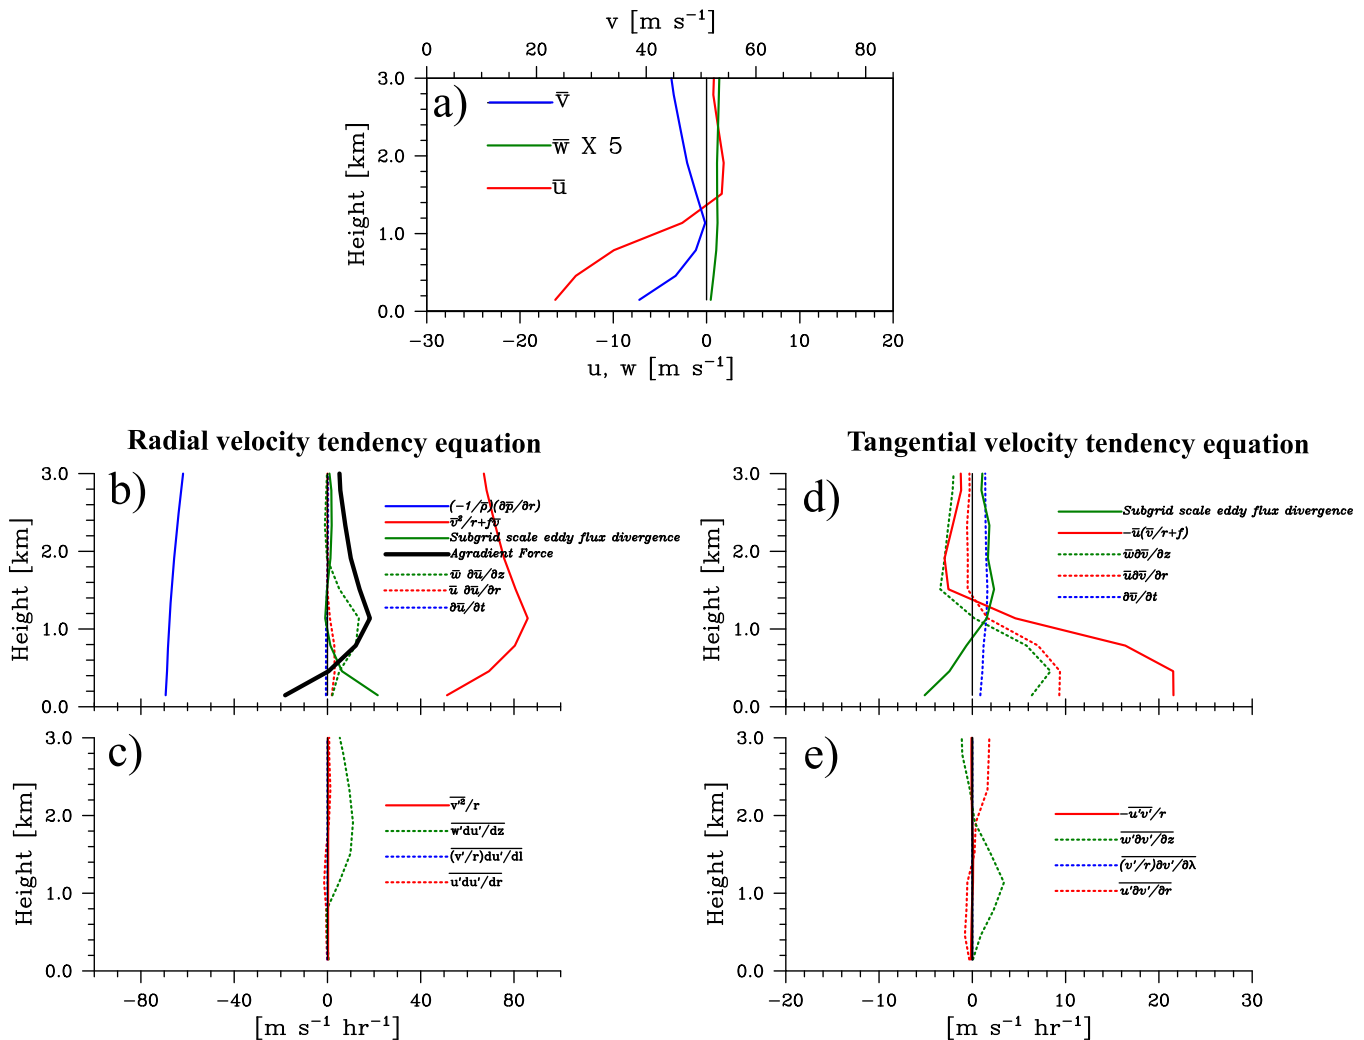 v [m s⁻¹]
0 20 40 60 80
a)
v̅
w̅ X 5
u̅
3.0
2.0
1.0
0.0
Height [km]
−30 −20 −10 0 10 20
u, w [m s⁻¹]
Radial velocity tendency equation
b)
(−1/ρ̅)(∂p̅/∂r)
v̅²/r+fv̅
Subgrid scale eddy flux divergence
Agradient Force
w̅ ∂u̅/∂z
u̅ ∂u̅/∂r
∂u̅/∂t
3.0
2.0
1.0
0.0
Height [km]
c)
v'²/r
w'du'/dz
(v'/r)du'/dl
u'du'/dr
3.0
2.0
1.0
0.0
Height [km]
−80 −40 0 40 80
[m s⁻¹ hr⁻¹]
Tangential velocity tendency equation
d)
Subgrid scale eddy flux divergence
−u̅(v̅/r+f)
w̅∂v̅/∂z
u̅∂v̅/∂r
∂v̅/∂t
3.0
2.0
1.0
0.0
Height [km]
e)
−u'v'/r
w'∂v'/∂z
(v'/r)∂v'/∂λ
u'∂v'/∂r
3.0
2.0
1.0
0.0
Height [km]
−20 −10 0 10 20 30
[m s⁻¹ hr⁻¹]